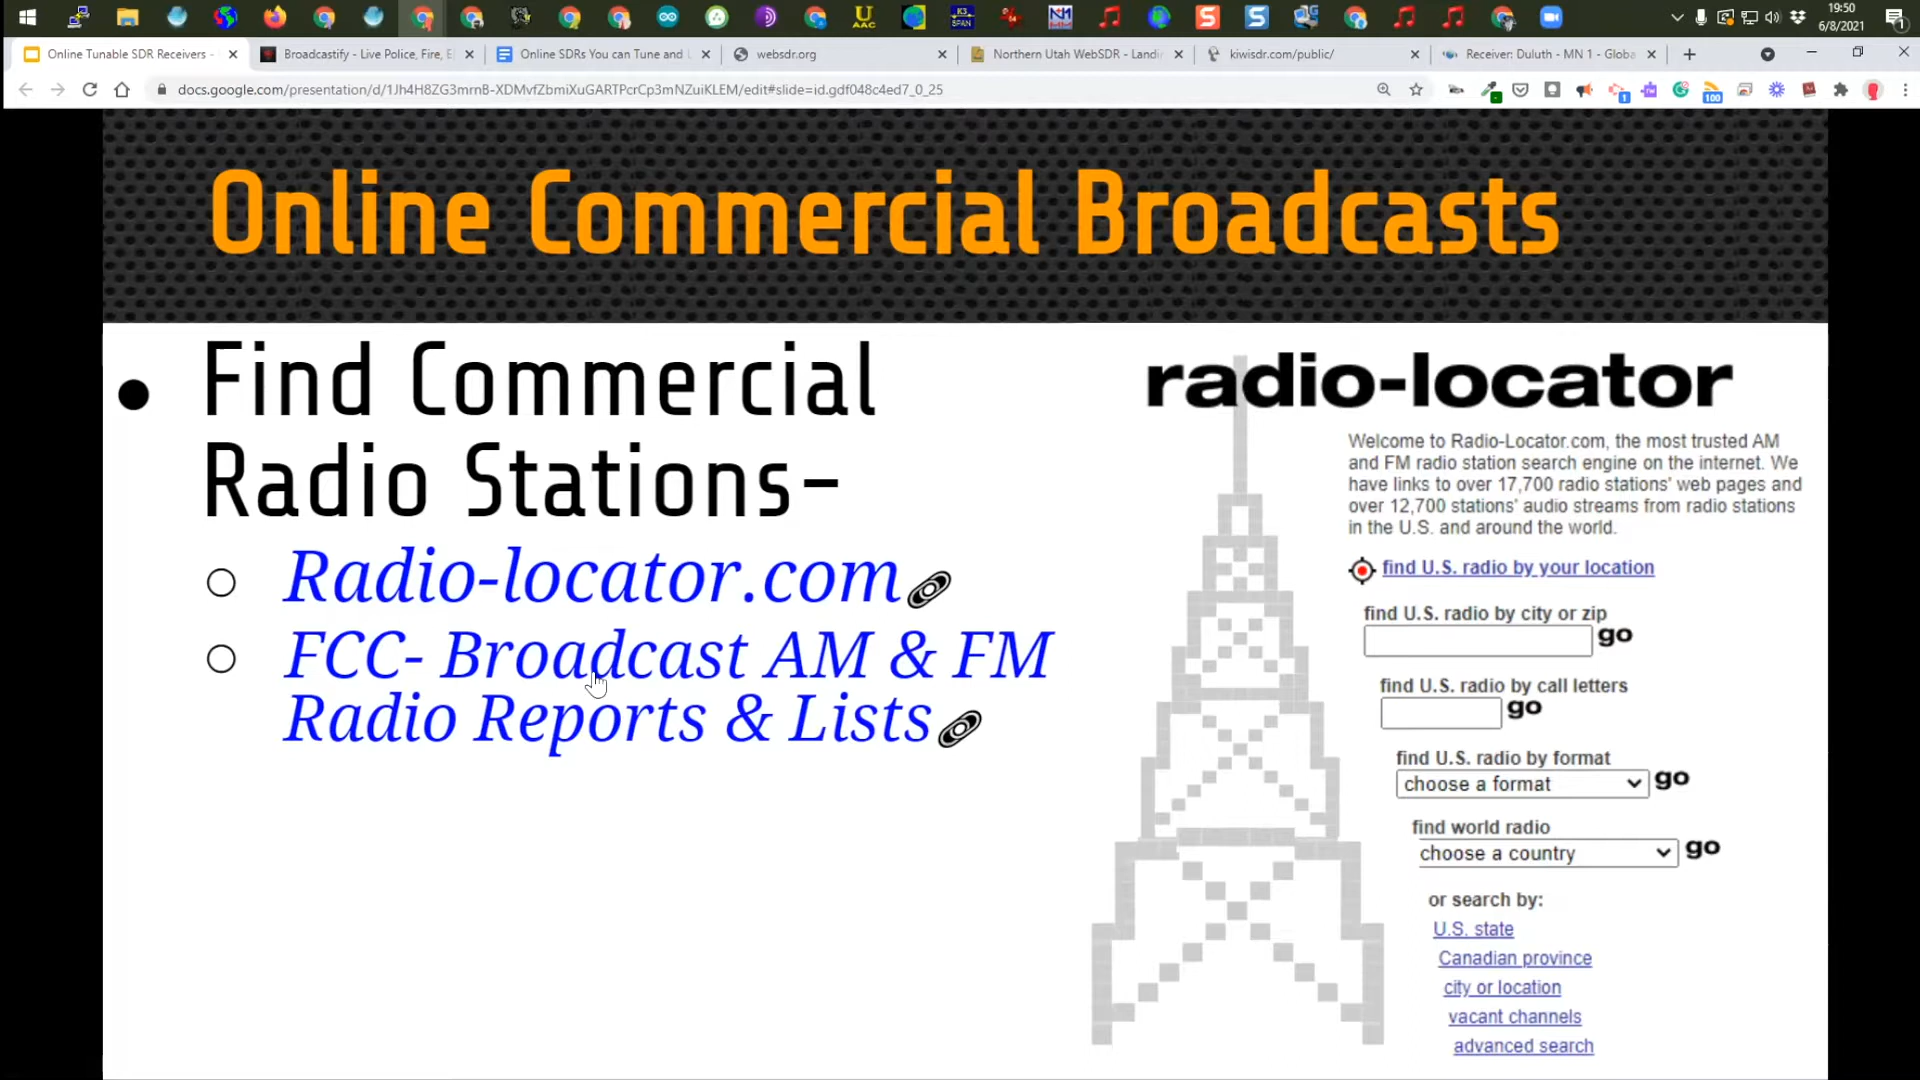 19:50
6/8/2021
Online Tunable SDR Receivers -
Broadcastify - Live Police, Fire, E
Online SDRs You can Tune and L
websdr.org
Northern Utah WebSDR - Landi
kiwisdr.com/public/
Receiver: Duluth - MN 1 - Globa
docs.google.com/presentation/d/1Jh4H8ZG3mrnB-XDMvfZbmiXuGARTPcrCp3mNZuiKLEM/edit#slide=id.gdf048c4ed7_0_25
Online Commercial Broadcasts
● Find Commercial
Radio Stations-
○ Radio-locator.com
○ FCC- Broadcast AM & FM
Radio Reports & Lists
radio-locator
Welcome to Radio-Locator.com, the most trusted AM
and FM radio station search engine on the internet. We
have links to over 17,700 radio stations' web pages and
over 12,700 stations' audio streams from radio stations
in the U.S. and around the world.
find U.S. radio by your location
find U.S. radio by city or zip
go
find U.S. radio by call letters
go
find U.S. radio by format
choose a format go
find world radio
choose a country go
or search by:
U.S. state
Canadian province
city or location
vacant channels
advanced search